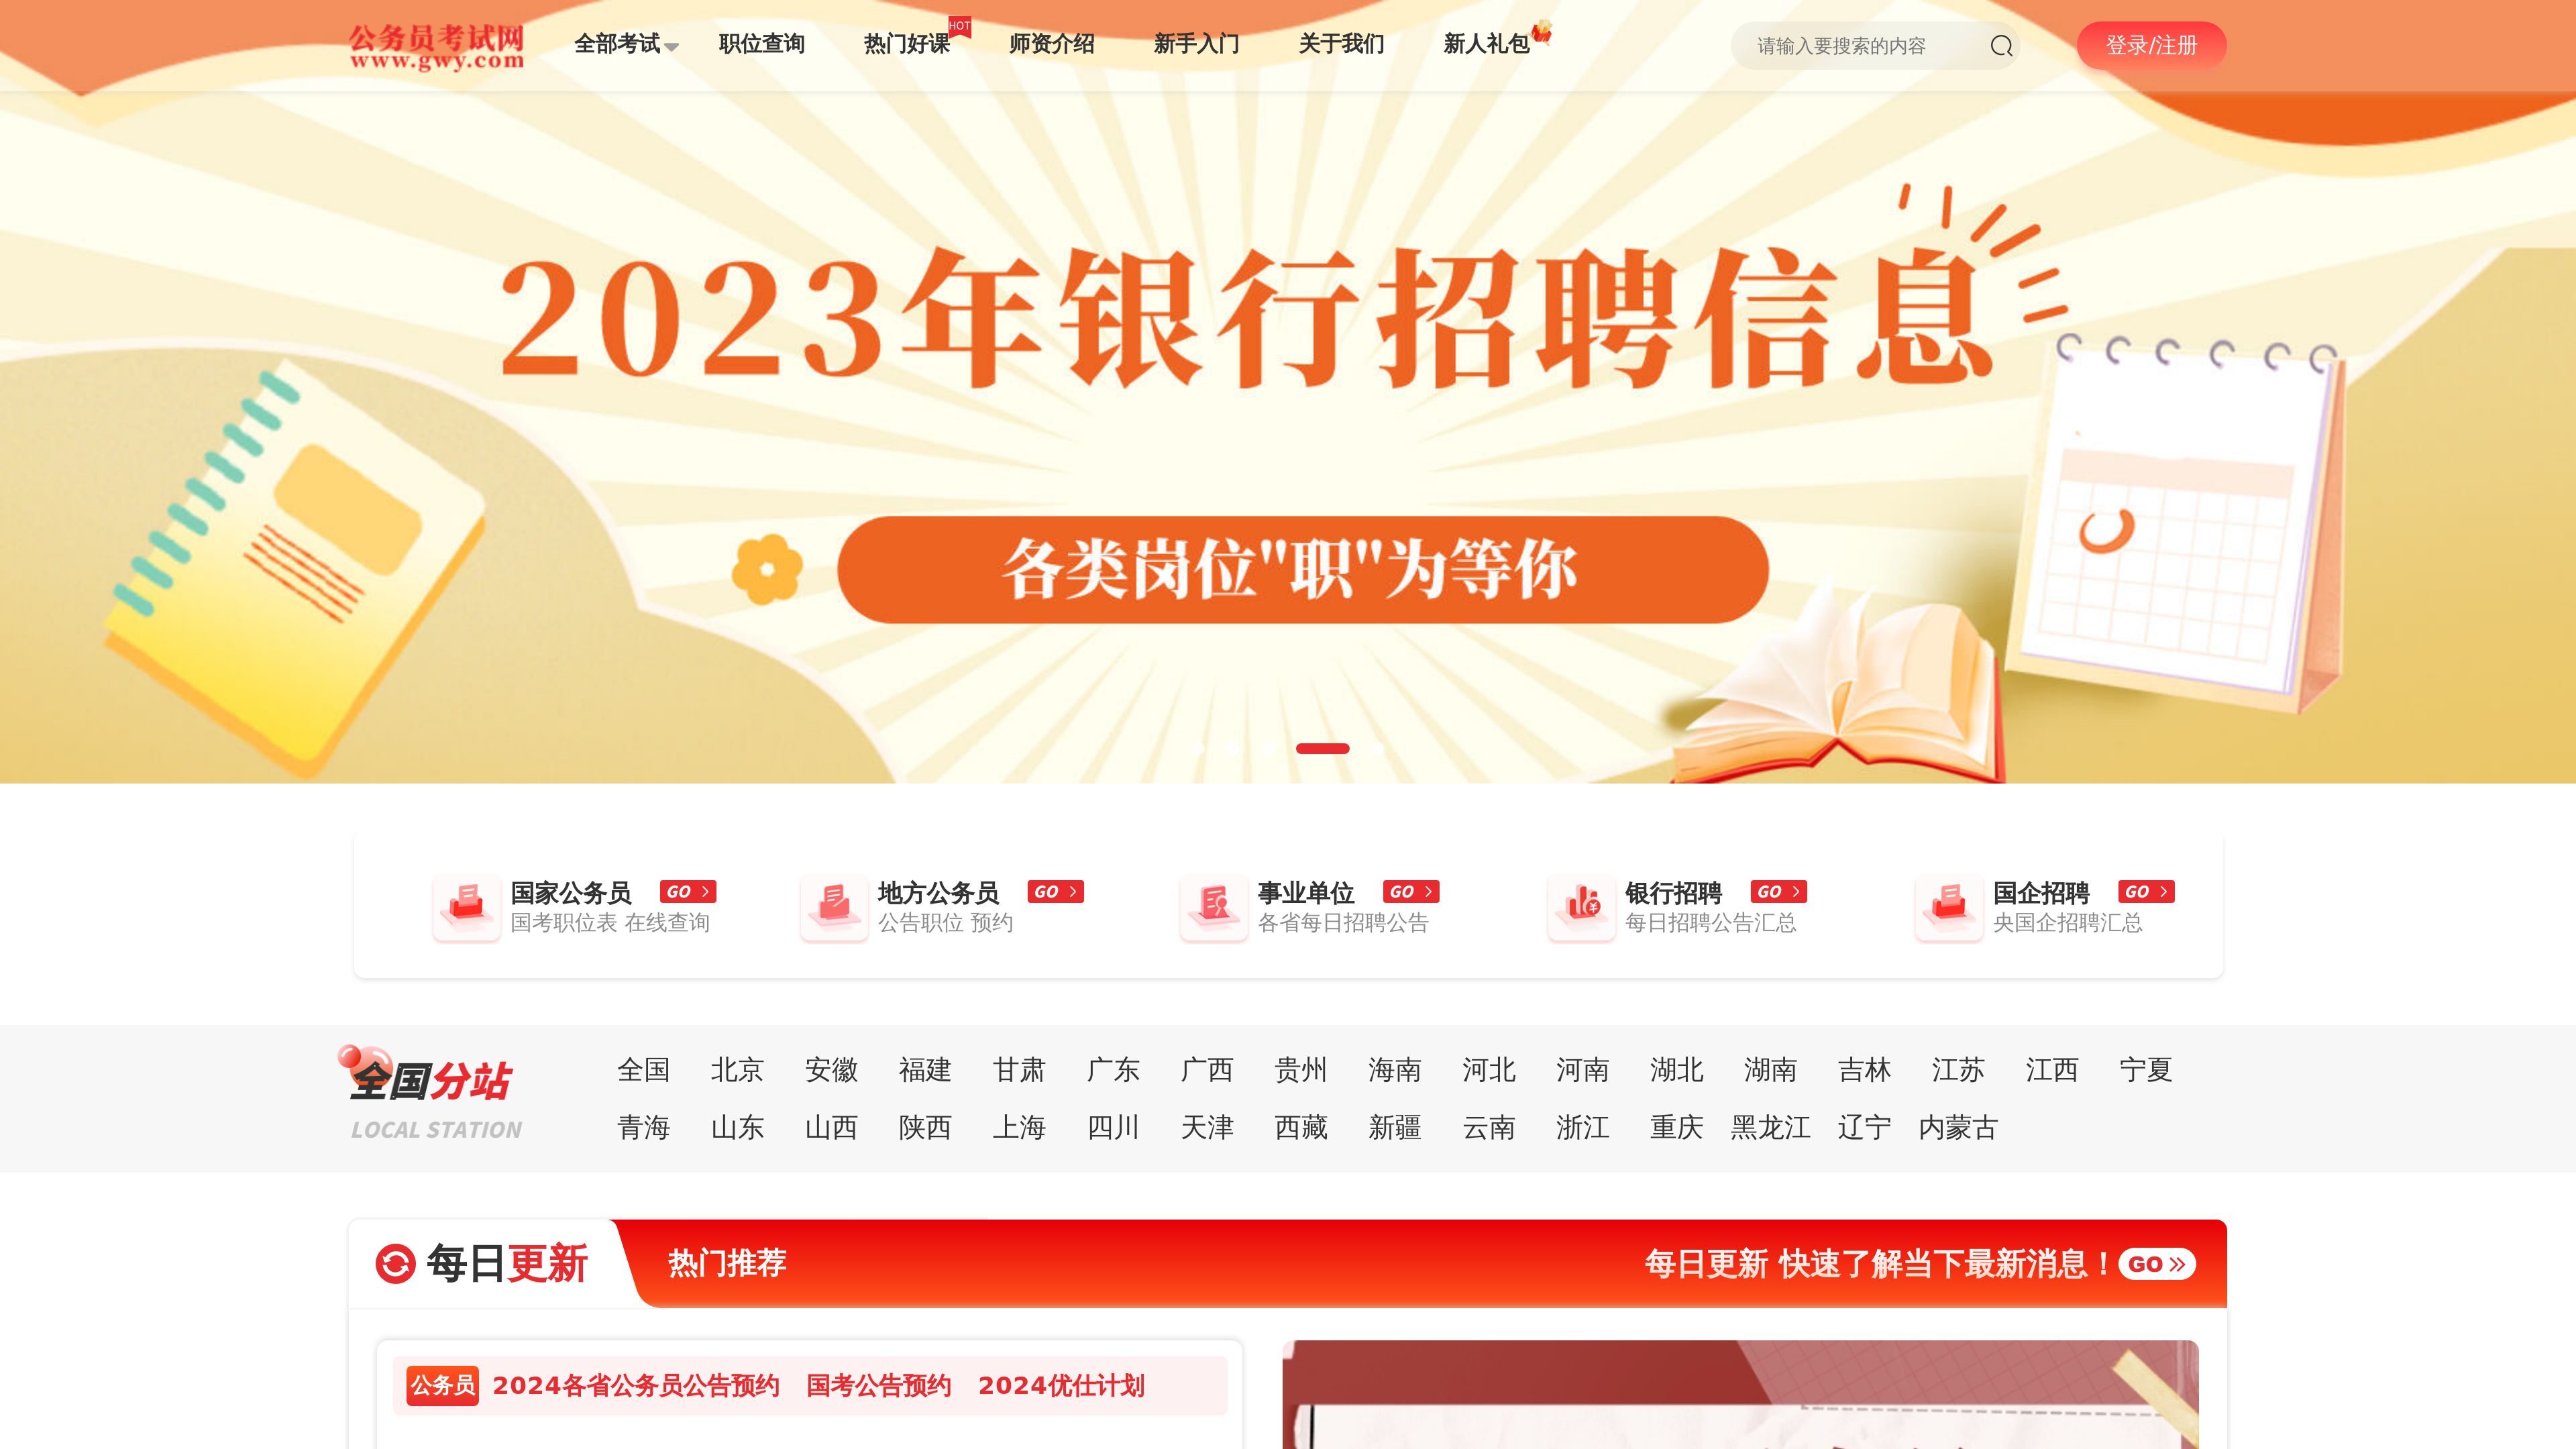 公务员考试网
www.gwy.com
全部考试 职位查询 热门好课 HOT 师资介绍 新手入门 关于我们 新人礼包 请输入要搜索的内容 登录/注册
2023年银行招聘信息
各类岗位"职"为等你
国家公务员 GO
国考职位表 在线查询
地方公务员 GO
公告职位 预约
事业单位 GO
各省每日招聘公告
银行招聘 GO
每日招聘公告汇总
国企招聘 GO
央国企招聘汇总
全国分站
LOCAL STATION
全国 北京 安徽 福建 甘肃 广东 广西 贵州 海南 河北 河南 湖北 湖南 吉林 江苏 江西 宁夏
青海 山东 山西 陕西 上海 四川 天津 西藏 新疆 云南 浙江 重庆 黑龙江 辽宁 内蒙古
每日更新 热门推荐 每日更新 快速了解当下最新消息！ GO
公务员 2024各省公务员公告预约 国考公告预约 2024优仕计划